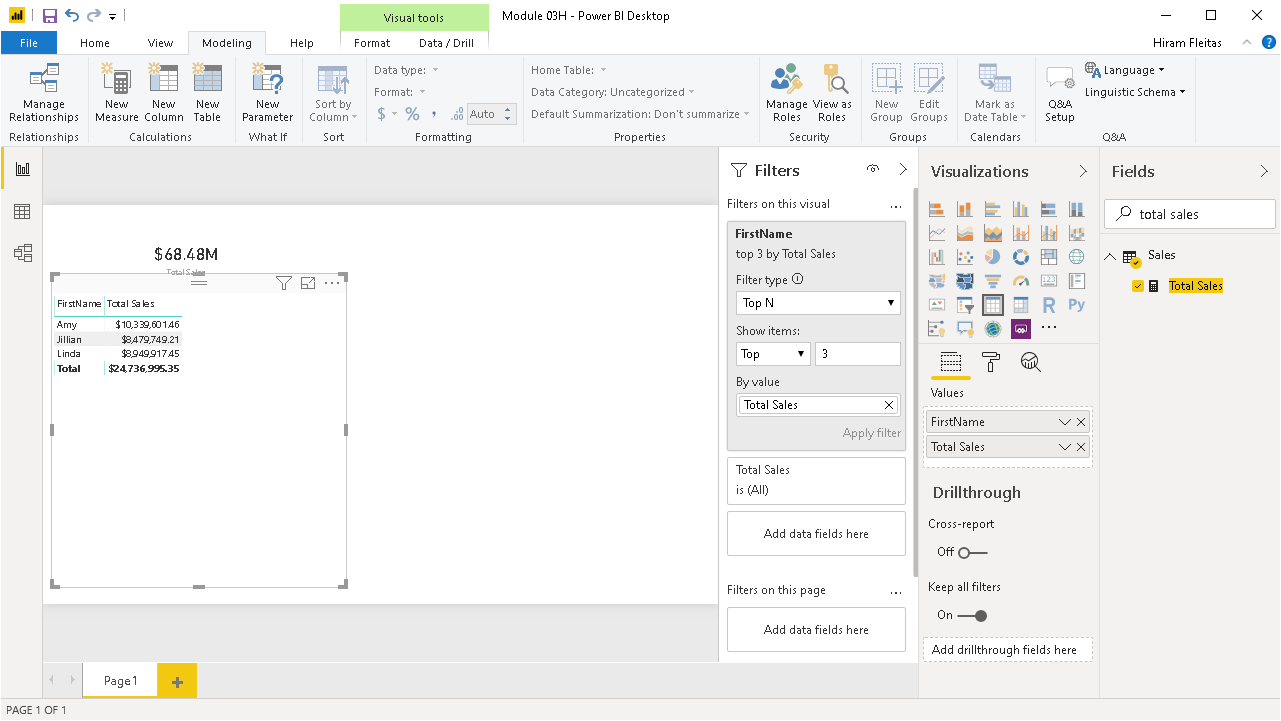 Visual tools
Module 03H - Power BI Desktop
File
Home
View
Modeling
Help
Format
Data / Drill
Hiram Fleitas
?
Manage Relationships
New Measure
New Column
New Table
New Parameter
Sort by Column
Data type:
Format:
$ % , .00 Auto
Home Table:
Data Category: Uncategorized
Default Summarization: Don't summarize
Manage Roles
View as Roles
New Group
Edit Groups
Mark as Date Table
Q&A Setup
Language
Linguistic Schema
Relationships
Calculations
What If
Sort
Formatting
Properties
Security
Groups
Calendars
Q&A
$68.48M
Total Sales
FirstName Total Sales
Amy $10,339,601.46
Jillian $8,479,749.21
Linda $8,949,917.45
Total $24,736,995.35
Filters
Filters on this visual
FirstName
top 3 by Total Sales
Filter type
Top N
Show items:
Top 3
By value
Total Sales
Apply filter
Total Sales
is (All)
Add data fields here
Filters on this page
Add data fields here
Visualizations
123
R
Py
Values
FirstName
Total Sales
Drillthrough
Cross-report
Off
Keep all filters
On
Add drillthrough fields here
Fields
total sales
Sales
Total Sales
Page1
PAGE 1 OF 1